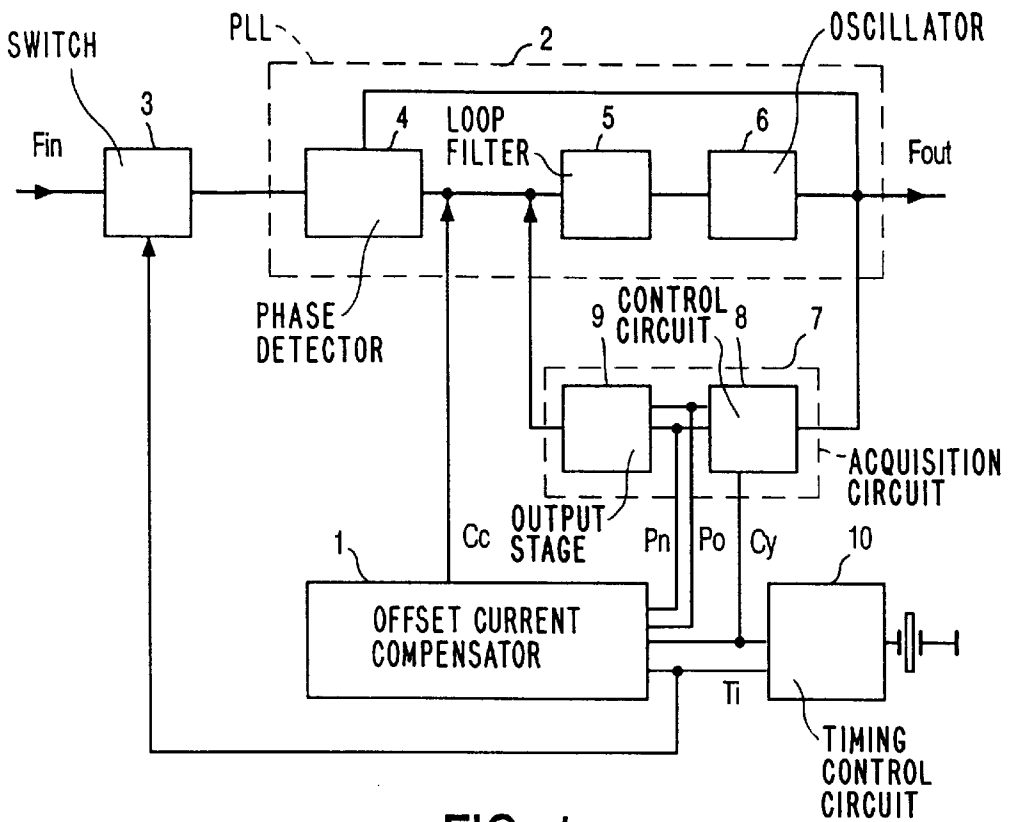 SWITCH
PLL
2
OSCILLATOR
Fin
3
4
LOOP
FILTER
5
6
Fout
PHASE
DETECTOR
9
CONTROL
CIRCUIT
8
7
ACQUISITION
CIRCUIT
OUTPUT
STAGE
1
Cc
Pn
Po
Cy
10
OFFSET CURRENT
COMPENSATOR
Ti
TIMING
CONTROL
CIRCUIT